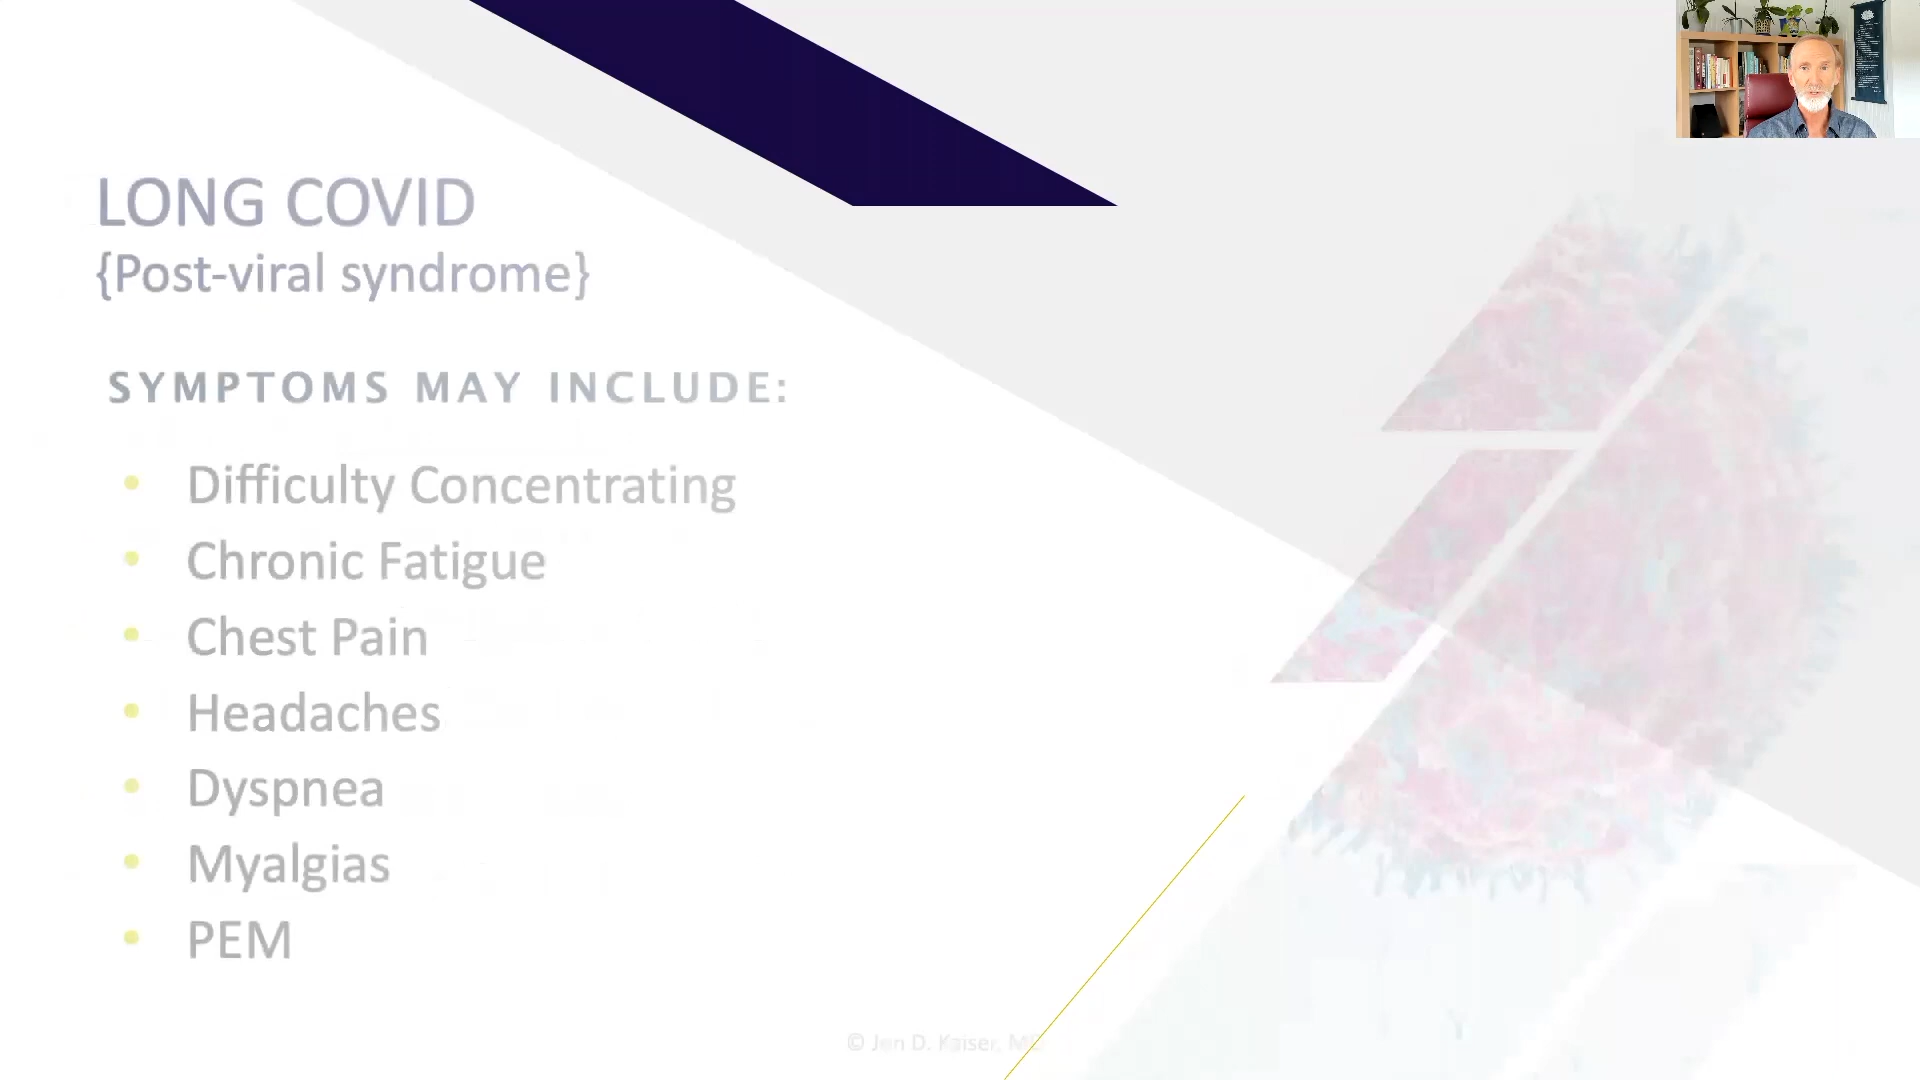 LONG COVID
{Post-viral syndrome}
SYMPTOMS MAY INCLUDE:
• Difficulty Concentrating
• Chronic Fatigue
• Chest Pain
• Headaches
• Dyspnea
• Myalgias
• PEM
© Jon D. Kaiser, MD